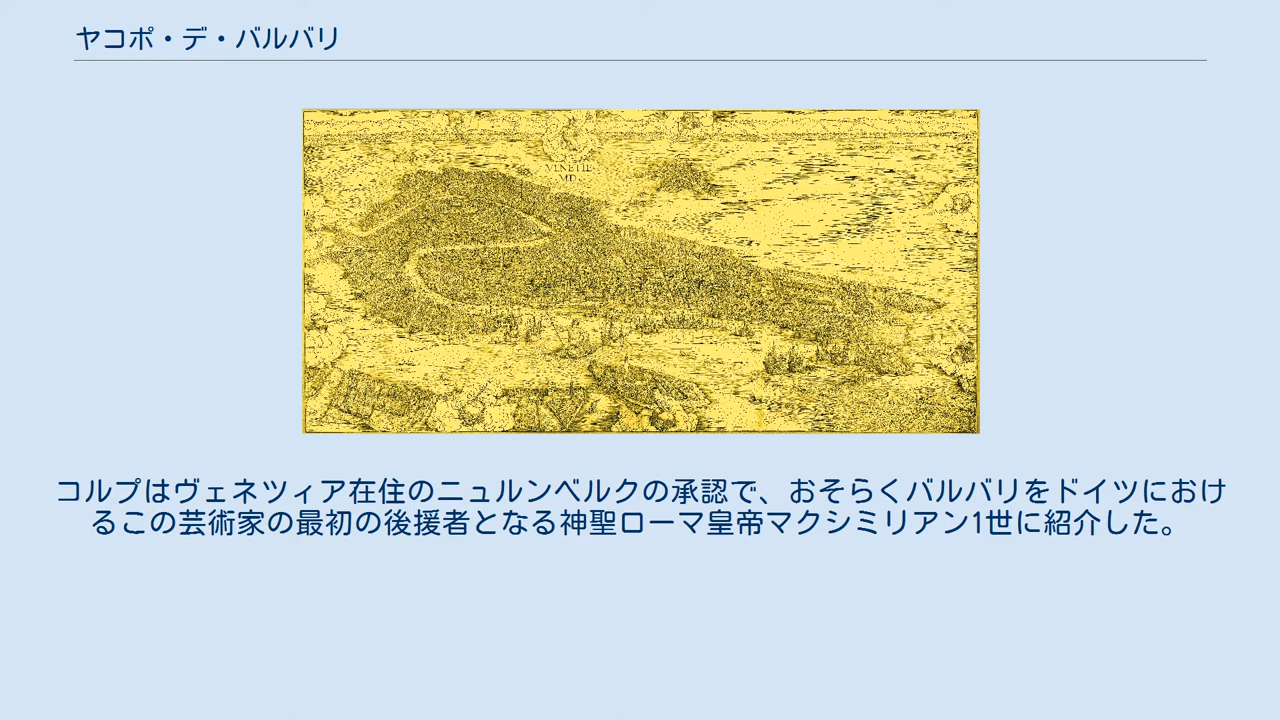 ヤコポ・デ・バルバリ
VENETIE
MD
コルプはヴェネツィア在住のニュルンベルクの承認で、おそらくバルバリをドイツにおけ
るこの芸術家の最初の後援者となる神聖ローマ皇帝マクシミリアン1世に紹介した。